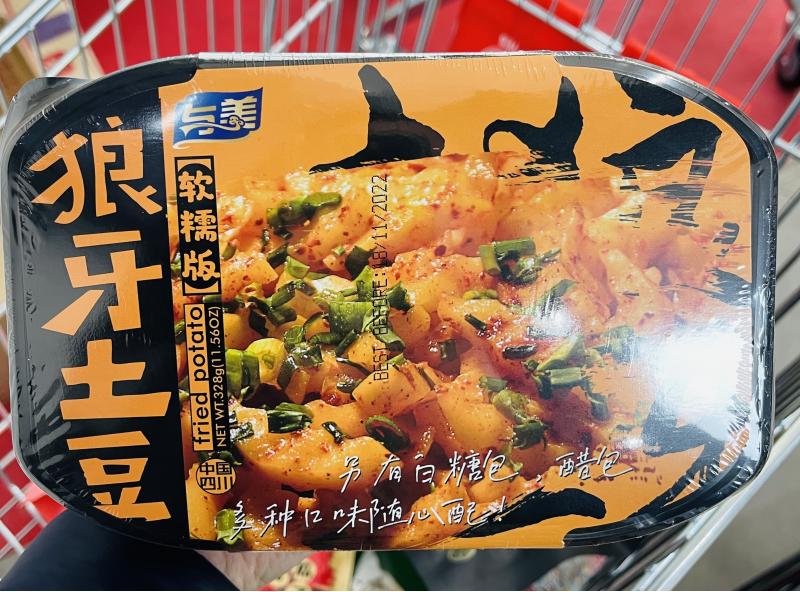 与美
狼牙土豆
【软糯版】
fried potato
NET WT.328g(11.56OZ)
中国
四川
BEST BEFORE:18/11/2022
另有白糖包,醋包
多种口味随心配!